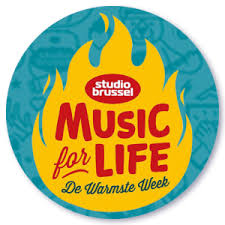 studio
brussel
MUSIC
for LIFE
De Warmste Week